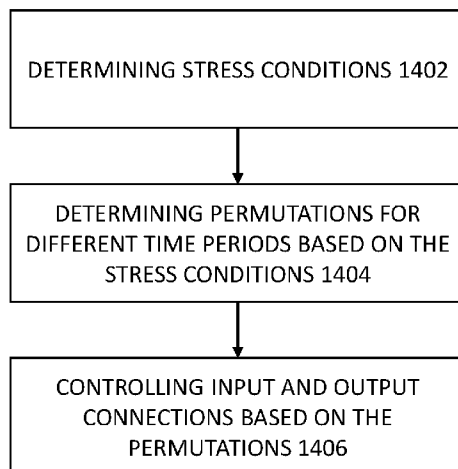 DETERMINING STRESS CONDITIONS 1402
DETERMINING PERMUTATIONS FOR
DIFFERENT TIME PERIODS BASED ON THE
STRESS CONDITIONS 1404
CONTROLLING INPUT AND OUTPUT
CONNECTIONS BASED ON THE
PERMUTATIONS 1406